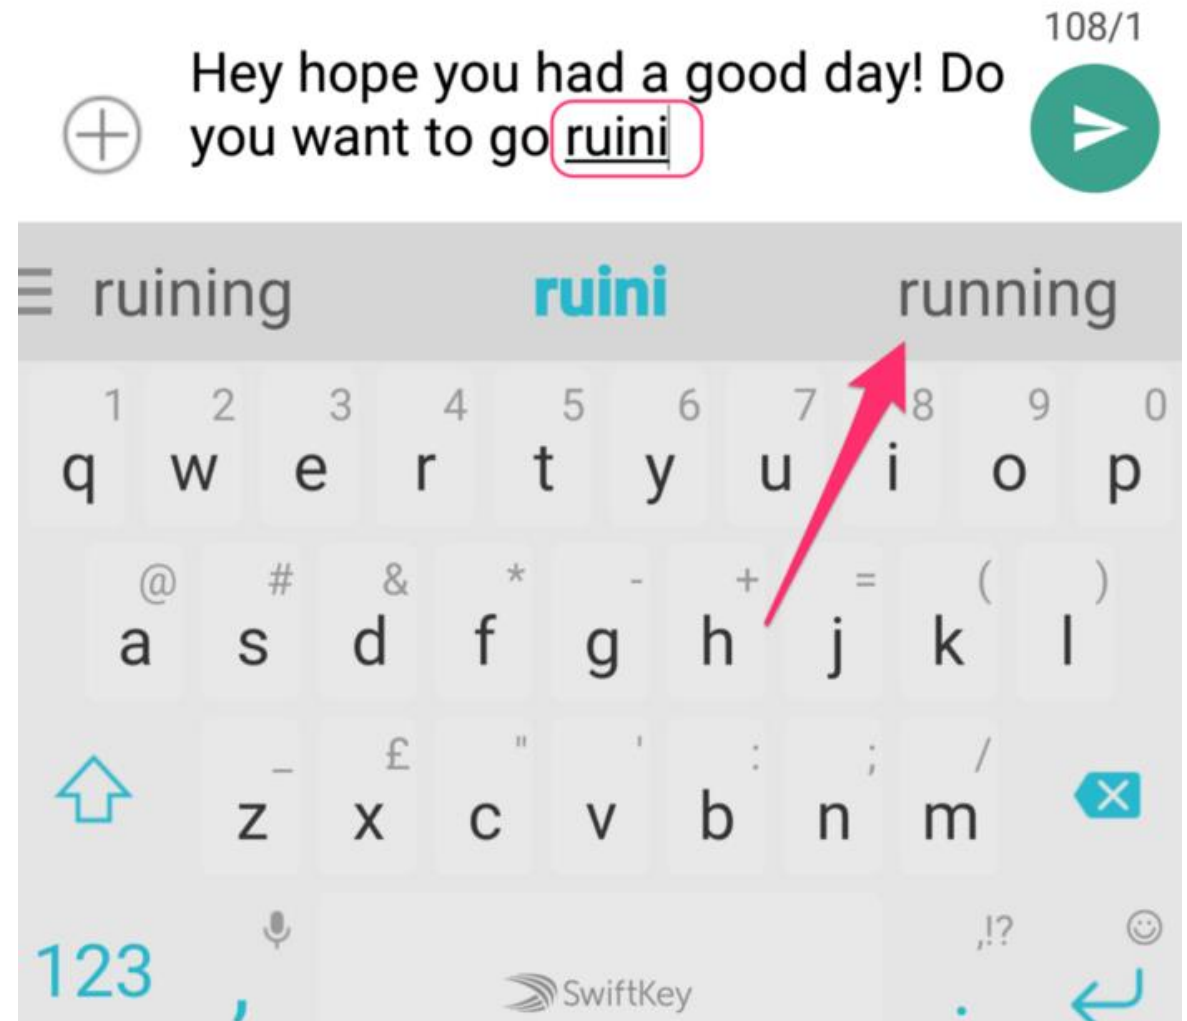 108/1
Hey hope you had a good day! Do
you want to go ruini
ruining ruini running
1 2 3 4 5 6 7 8 9 0
q w e r t y u i o p
@ # & * - + = ( )
a s d f g h j k l
_ £ " ' : ; /
z x c v b n m
,!?
123 , SwiftKey .